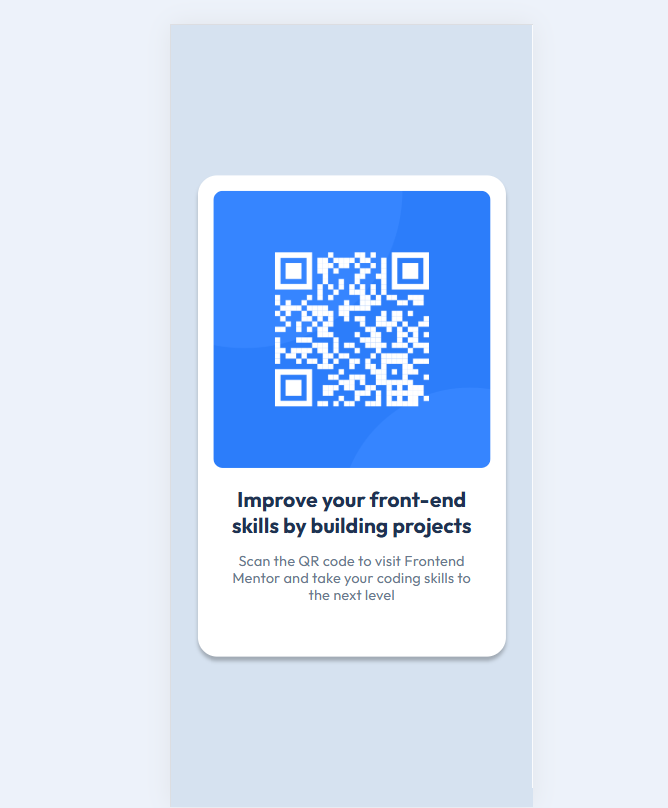 Improve your front-end
skills by building projects
Scan the QR code to visit Frontend
Mentor and take your coding skills to
the next level